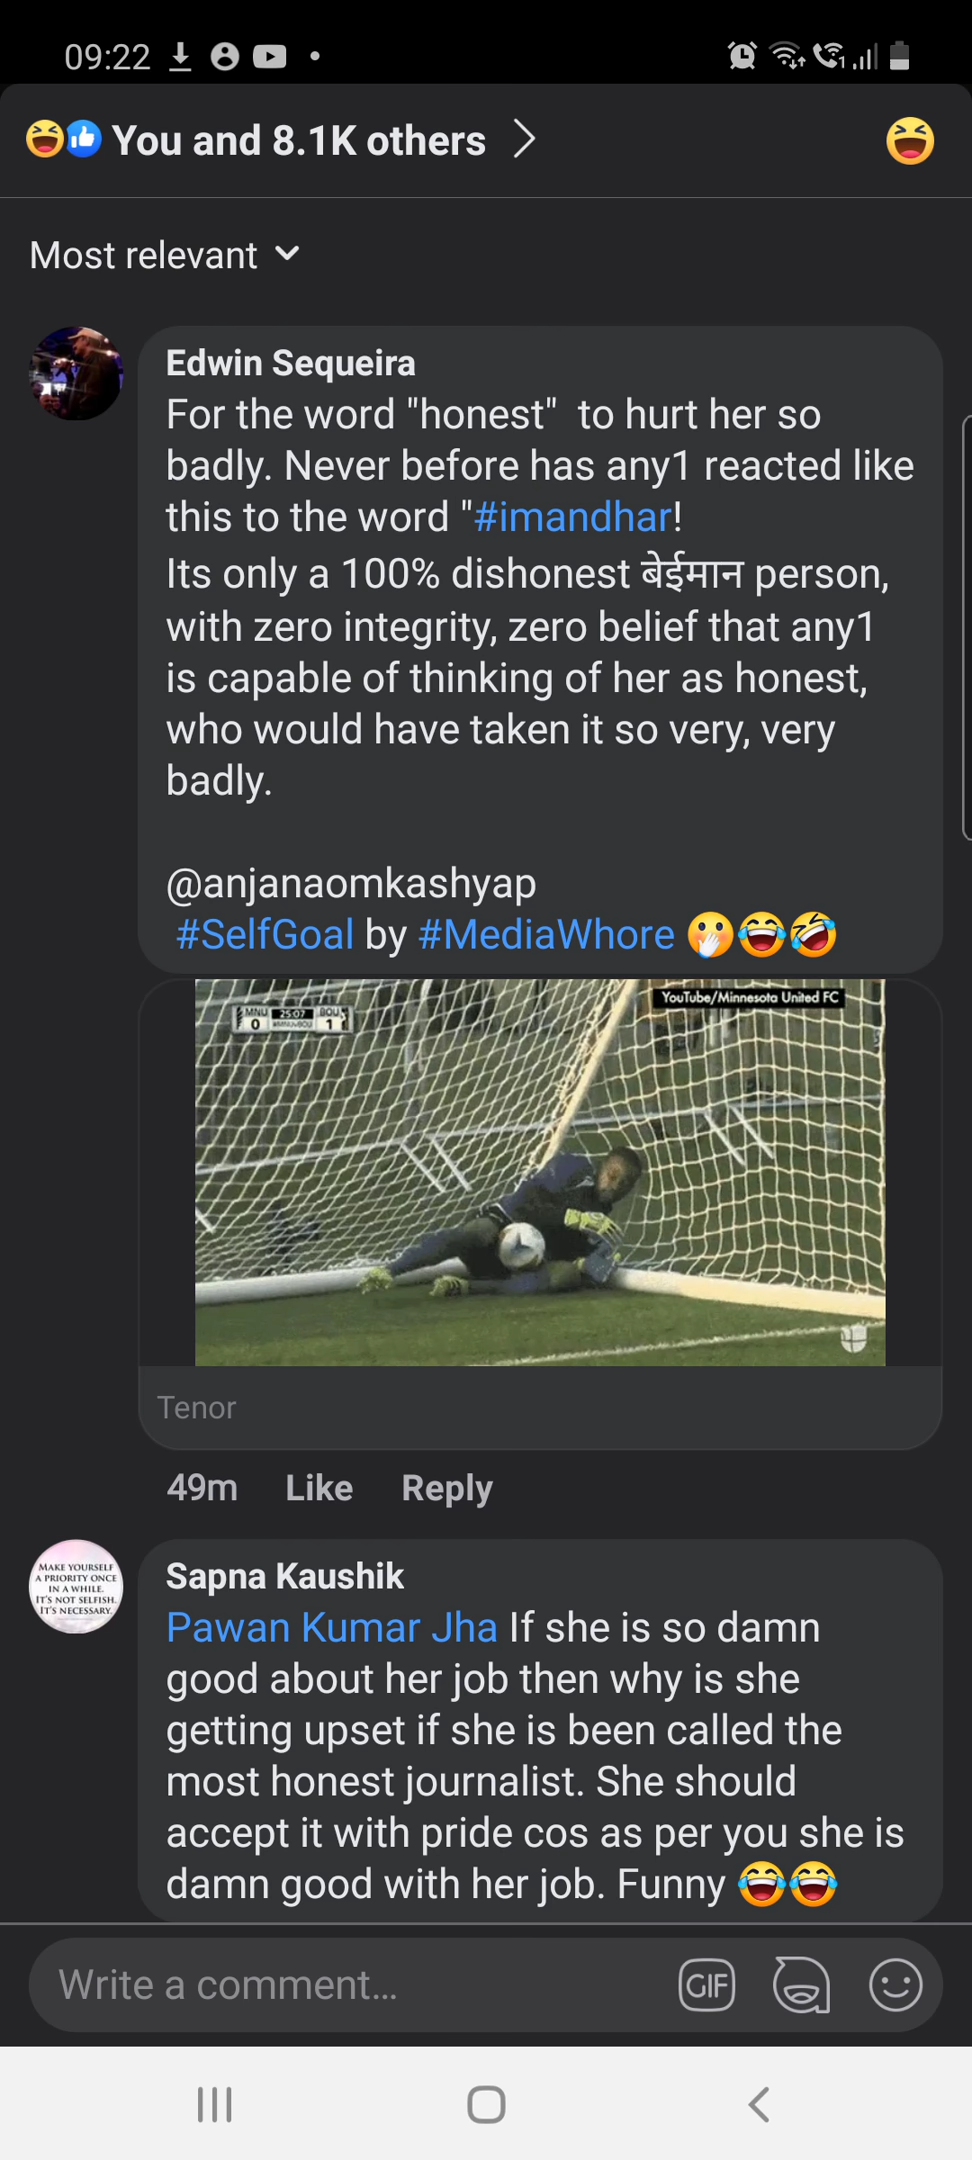 09:22
You and 8.1K others
Most relevant
Edwin Sequeira
For the word "honest"  to hurt her so
badly. Never before has any1 reacted like
this to the word "#imandhar!
Its only a 100% dishonest बेईमान person,
with zero integrity, zero belief that any1
is capable of thinking of her as honest,
who would have taken it so very, very
badly.
@anjanaomkashyap
#SelfGoal by #MediaWhore 🫢😂🤣
YouTube/Minnesota United FC
MNU 25:07 BOU
0 #MNUvBOU 1
Tenor
49m Like Reply
MAKE YOURSELF
A PRIORITY ONCE
IN A WHILE.
IT'S NOT SELFISH.
IT'S NECESSARY.
Sapna Kaushik
Pawan Kumar Jha If she is so damn
good about her job then why is she
getting upset if she is been called the
most honest journalist. She should
accept it with pride cos as per you she is
damn good with her job. Funny 😂😂
Write a comment...
GIF